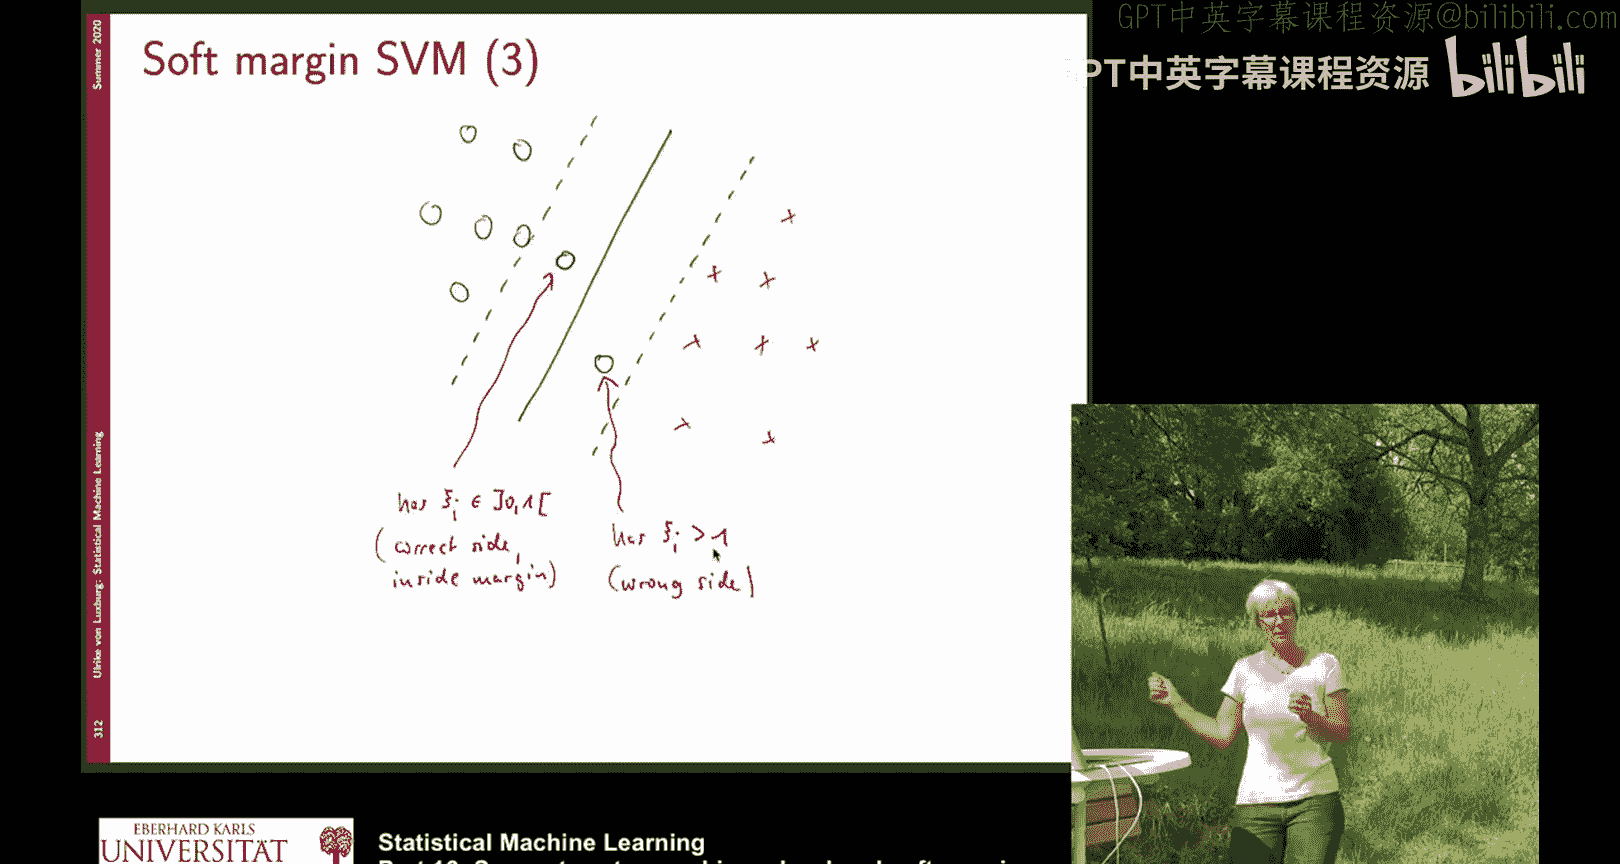 GPT中英字幕课程资源@bilibili.com
PT中英字幕课程资源 bilibili
Summer 2020
Soft margin SVM (3)
has ξᵢ ∈ ]0,1[
(correct side,
inside margin)
has ξᵢ > 1
(wrong side)
Ulrike von Luxburg: Statistical Machine Learning
312
EBERHARD KARLS
UNIVERSITÄT
Statistical Machine Learning